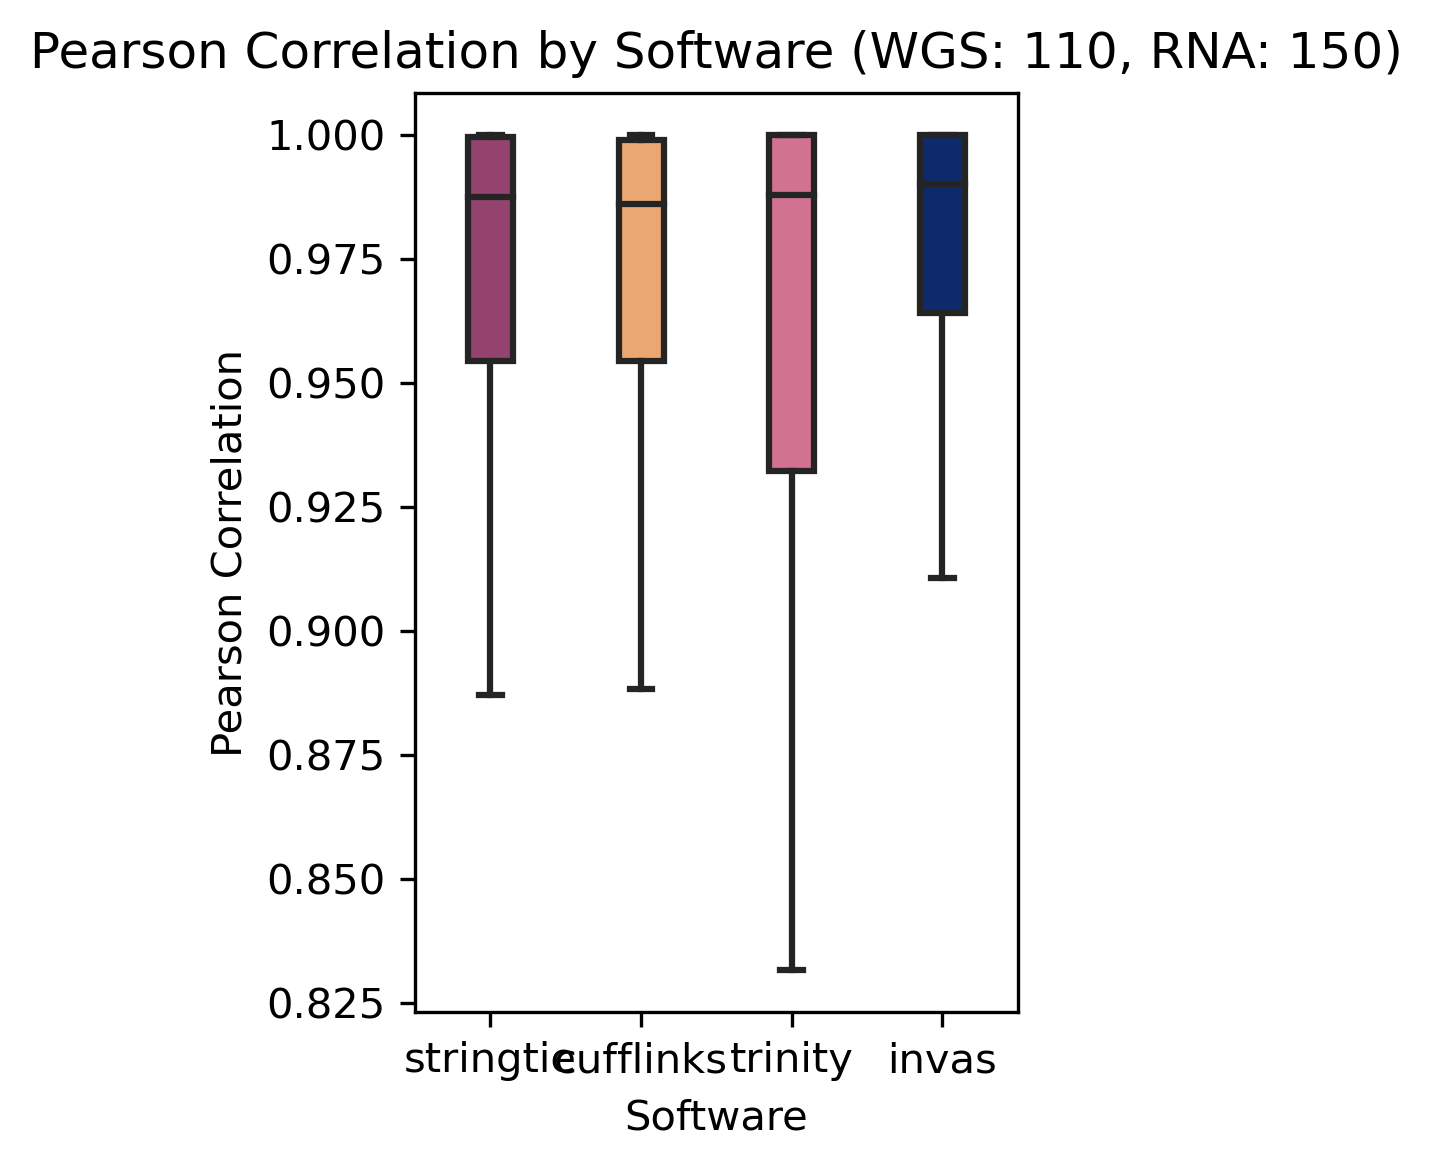 Pearson Correlation by Software (WGS: 110, RNA: 150)
1.000
0.975
0.950
0.925
0.900
0.875
0.850
0.825
Pearson Correlation
stringtie cufflinks trinity invas
Software